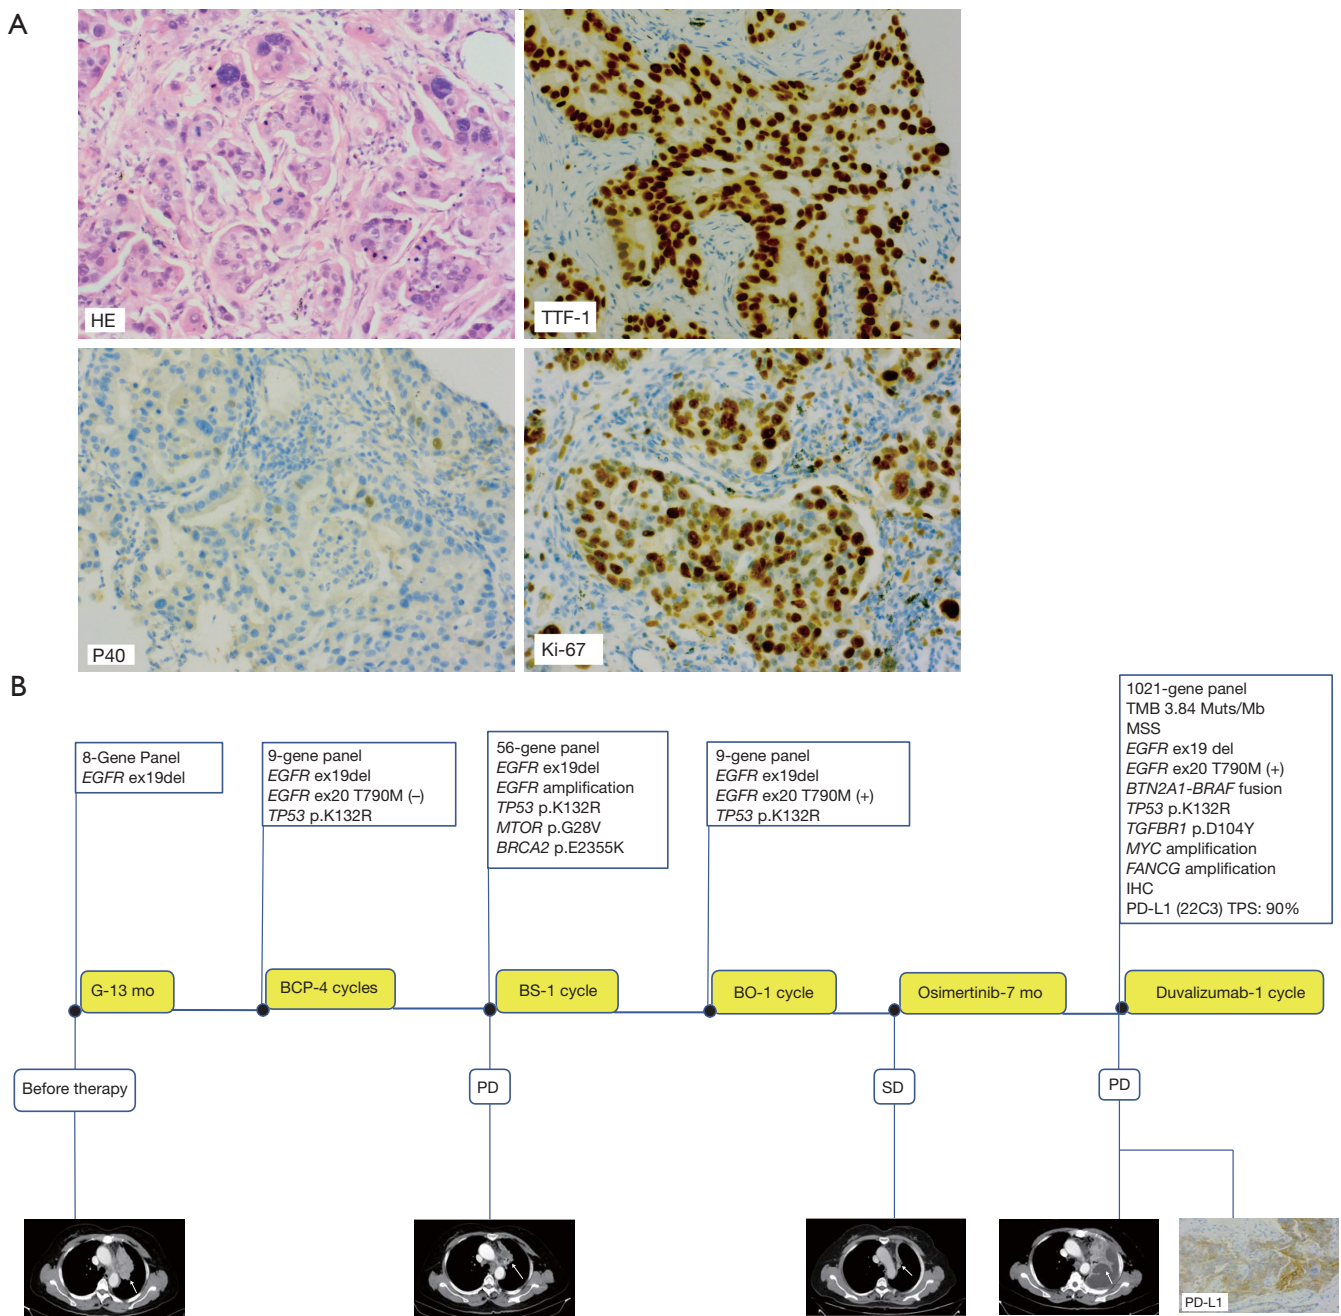 A
HE
TTF-1
P40
Ki-67
B
8-Gene Panel
EGFR ex19del
9-gene panel
EGFR ex19del
EGFR ex20 T790M (–)
TP53 p.K132R
56-gene panel
EGFR ex19del
EGFR amplification
TP53 p.K132R
MTOR p.G28V
BRCA2 p.E2355K
9-gene panel
EGFR ex19del
EGFR ex20 T790M (+)
TP53 p.K132R
1021-gene panel
TMB 3.84 Muts/Mb
MSS
EGFR ex19 del
EGFR ex20 T790M (+)
BTN2A1-BRAF fusion
TP53 p.K132R
TGFBR1 p.D104Y
MYC amplification
FANCG amplification
IHC
PD-L1 (22C3) TPS: 90%
G-13 mo
BCP-4 cycles
BS-1 cycle
BO-1 cycle
Osimertinib-7 mo
Duvalizumab-1 cycle
Before therapy
PD
SD
PD
PD-L1